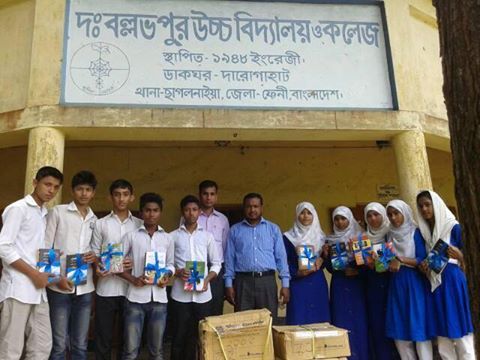 দঃ বল্লভপুর উচ্চ বিদ্যালয় ও কলেজ
স্থাপিত- ১৯৪৮ ইংরেজী.
ডাকঘর- দারোগাহাট
থানা-ছাগলনাইয়া, জেলা-ফেনী, বাংলাদেশ.